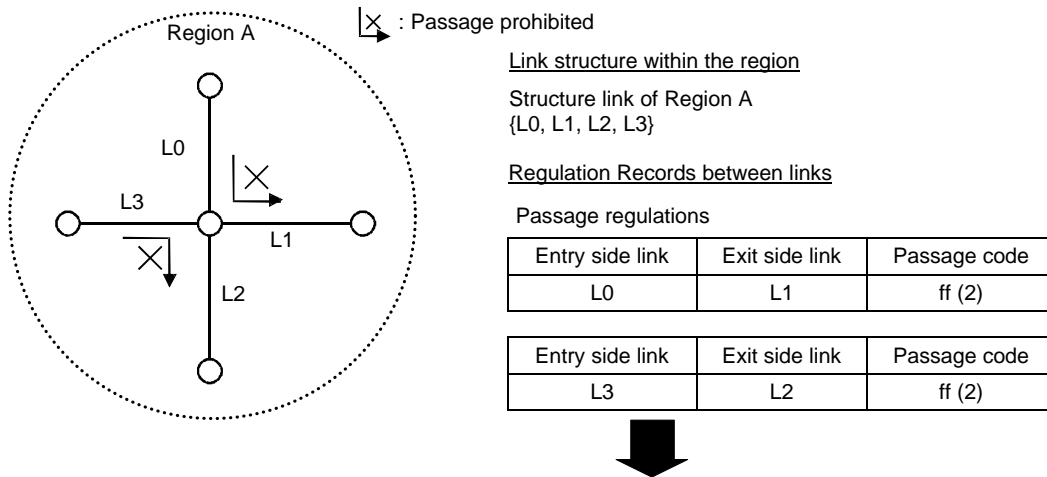 Region A
: Passage prohibited
L0
L3
L1
L2
Link structure within the region
Structure link of Region A
{L0, L1, L2, L3}
Regulation Records between links
Passage regulations
Entry side link Exit side link Passage code
L0 L1 ff (2)
Entry side link Exit side link Passage code
L3 L2 ff (2)